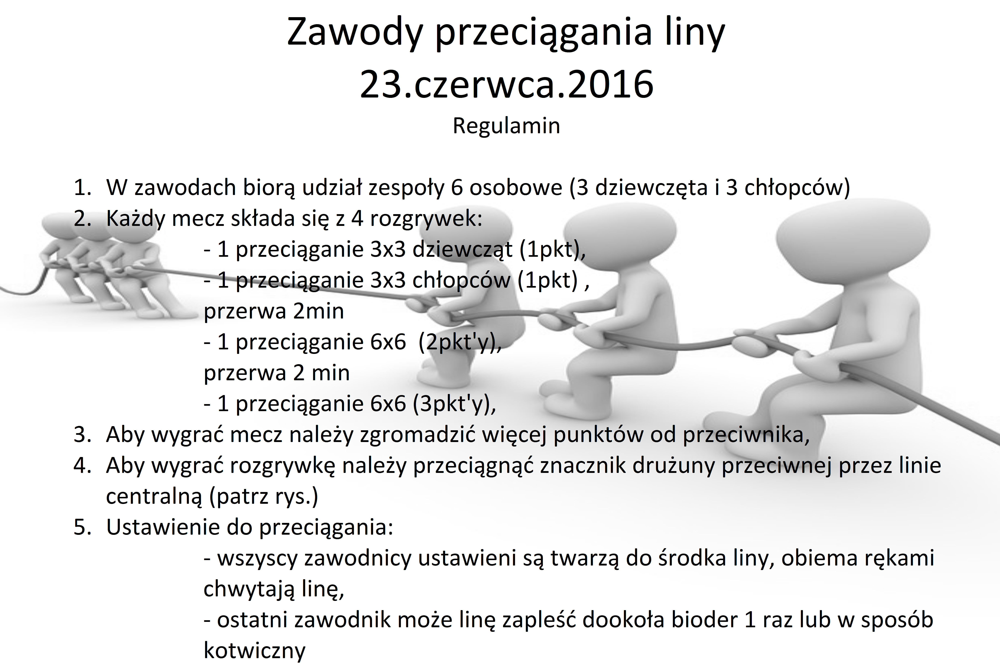 Zawody przeciągania liny
23.czerwca.2016
Regulamin
1. W zawodach biorą udział zespoły 6 osobowe (3 dziewczęta i 3 chłopców)
2. Każdy mecz składa się z 4 rozgrywek:
- 1 przeciąganie 3x3 dziewcząt (1pkt),
- 1 przeciąganie 3x3 chłopców (1pkt) ,
przerwa 2min
- 1 przeciąganie 6x6  (2pkt'y),
przerwa 2 min
- 1 przeciąganie 6x6 (3pkt'y),
3. Aby wygrać mecz należy zgromadzić więcej punktów od przeciwnika,
4. Aby wygrać rozgrywkę należy przeciągnąć znacznik drużuny przeciwnej przez linie
centralną (patrz rys.)
5. Ustawienie do przeciągania:
- wszyscy zawodnicy ustawieni są twarzą do środka liny, obiema rękami
chwytają linę,
- ostatni zawodnik może linę zapleść dookoła bioder 1 raz lub w sposób
kotwiczny